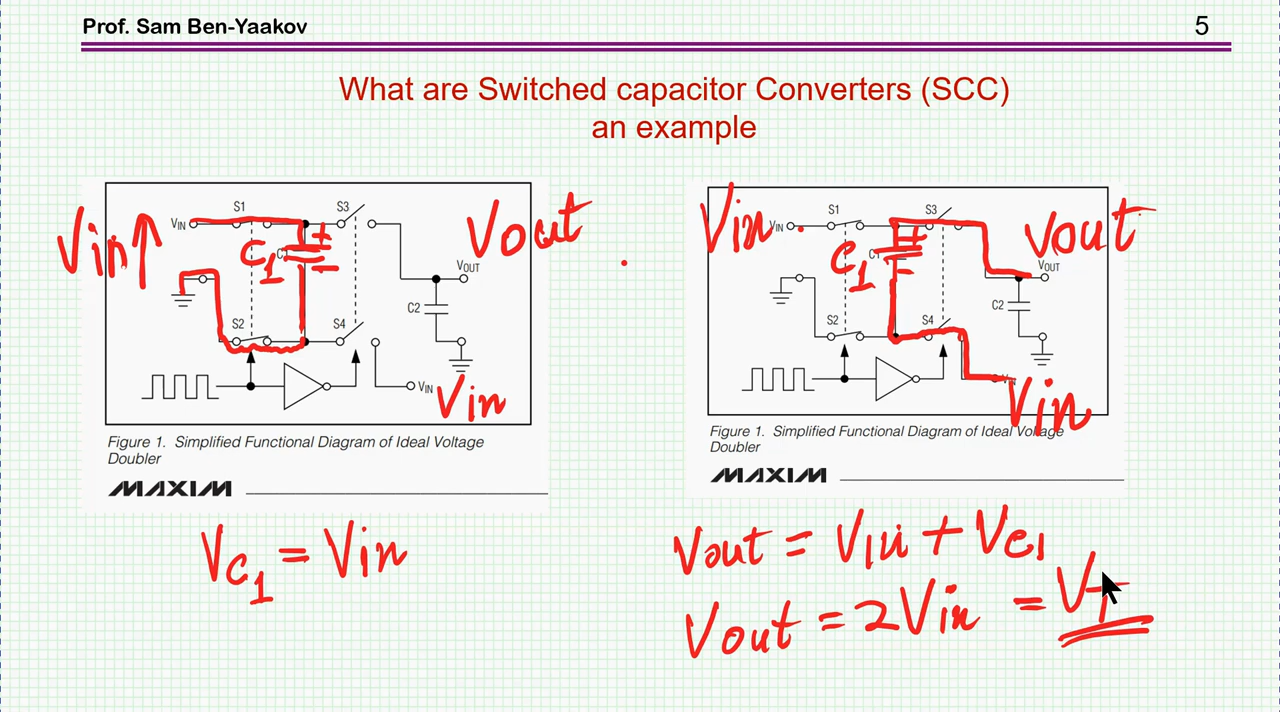 Prof. Sam Ben-Yaakov
5
What are Switched capacitor Converters (SCC)
an example
S1
S3
VIN
Vin
C1
Vout
VOUT
C2
S2
S4
VIN
Vin
Figure 1. Simplified Functional Diagram of Ideal Voltage
Doubler
MAXIM
VC1 = Vin
S1
S3
Vin
IN
C1
C1
Vout
VOUT
C2
S2
S4
Vin
Figure 1. Simplified Functional Diagram of Ideal Voltage
Doubler
MAXIM
Vout = Vin + VC1
Vout = 2Vin = VT